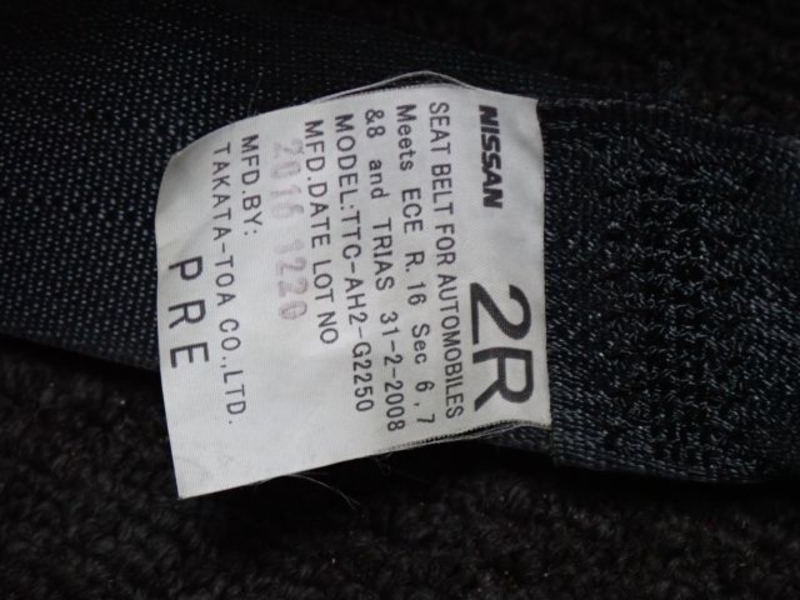 NISSAN 2R
SEAT BELT FOR AUTOMOBILES
Meets ECE R.16 Sec 6,7
&8 and TRIAS 31-2-2008
MODEL:TTC-AH2-G2250
MFD.DATE LOT NO
2016 1220
MFD.BY:
TAKATA-TOA CO.,LTD.
PRE